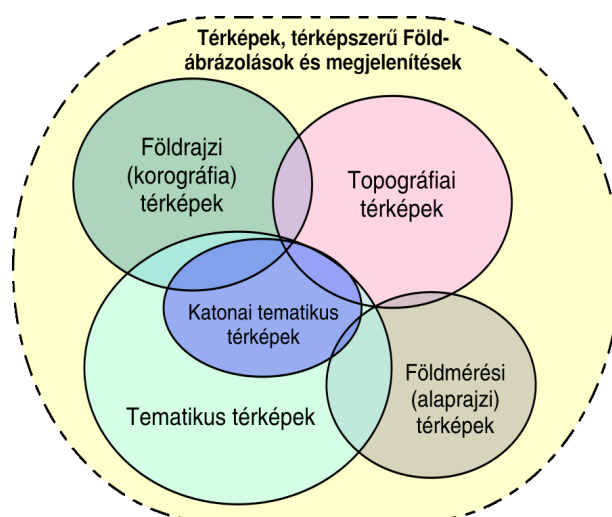 Térképek, térképszerű Föld-
ábrázolások és megjelenítések
Földrajzi
(korográfia)
térképek
Topográfiai
térképek
Katonai tematikus
térképek
Földmérési
(alaprajzi)
térképek
Tematikus térképek